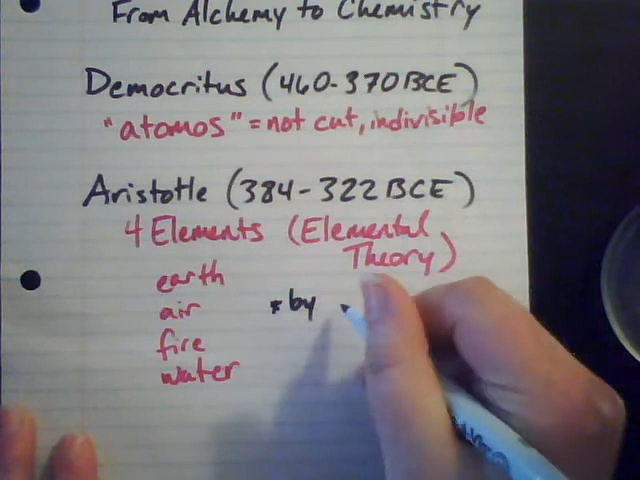 From Alchemy to Chemistry
Democritus (460-370 BCE)
"atomos" = not cut, indivisible
Aristotle (384-322 BCE)
4 Elements (Elemental
Theory)
earth
air
* by
fire
water